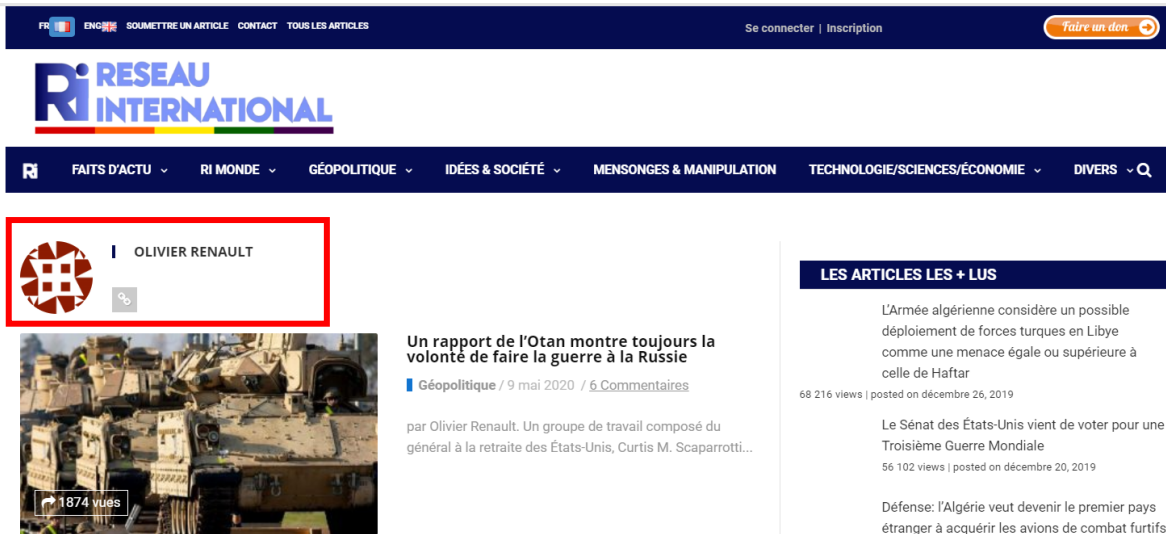 FR ENG SOUMETTRE UN ARTICLE CONTACT TOUS LES ARTICLES
Se connecter | Inscription
Faire un don
Ri RESEAU
INTERNATIONAL
Ri FAITS D'ACTU RI MONDE GÉOPOLITIQUE IDÉES & SOCIÉTÉ MENSONGES & MANIPULATION TECHNOLOGIE/SCIENCES/ÉCONOMIE DIVERS
OLIVIER RENAULT
Un rapport de l'Otan montre toujours la
volonté de faire la guerre à la Russie
Géopolitique / 9 mai 2020 / 6 Commentaires
par Olivier Renault. Un groupe de travail composé du
général à la retraite des États-Unis, Curtis M. Scaparrotti...
1874 vues
LES ARTICLES LES + LUS
L'Armée algérienne considère un possible
déploiement de forces turques en Libye
comme une menace égale ou supérieure à
celle de Haftar
68 216 views | posted on décembre 26, 2019
Le Sénat des États-Unis vient de voter pour une
Troisième Guerre Mondiale
56 102 views | posted on décembre 20, 2019
Défense: l'Algérie veut devenir le premier pays
étranger à acquérir les avions de combat furtifs